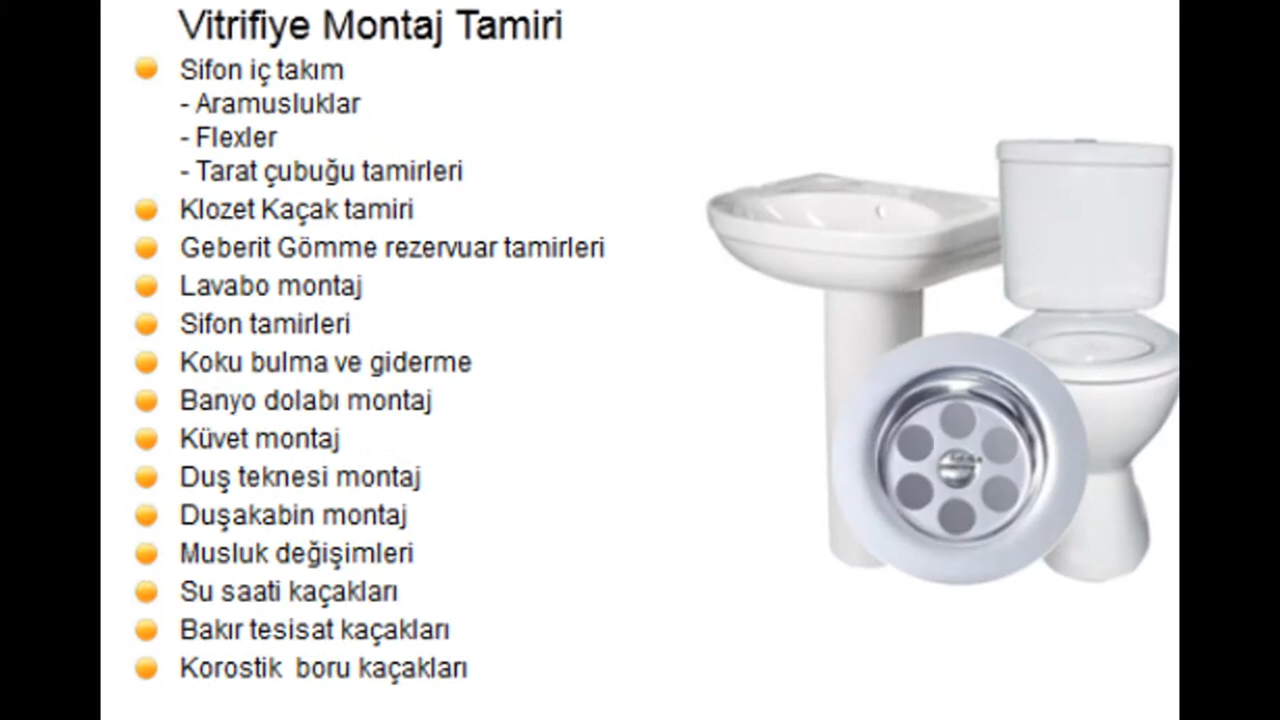 Vitrifiye Montaj Tamiri
Sifon iç takım
- Aramusluklar
- Flexler
- Tarat çubuğu tamirleri
Klozet Kaçak tamiri
Geberit Gömme rezervuar tamirleri
Lavabo montaj
Sifon tamirleri
Koku bulma ve giderme
Banyo dolabı montaj
Küvet montaj
Duş teknesi montaj
Duşakabin montaj
Musluk değişimleri
Su saati kaçakları
Bakır tesisat kaçakları
Korostik boru kaçakları